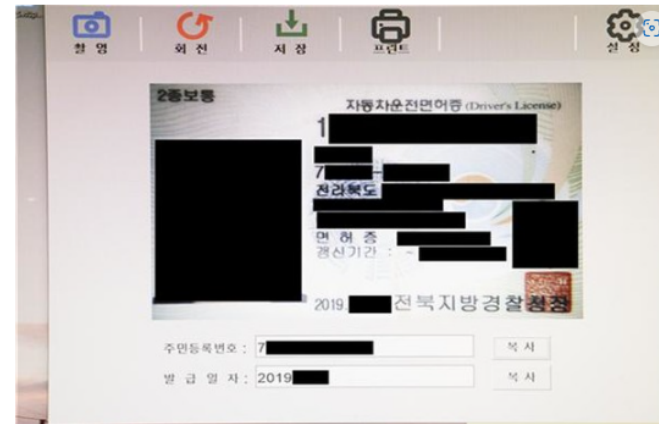 촬 영 회 전 저 장 프린트 설 정
2종보통
자동차운전면허증 (Driver's License)
1
7 -
전라북도
면 허 증
갱신기간 : ~
2019. 전북지방경찰청장
주민등록번호 : 7 복 사
발 급 일 자 : 2019 복 사